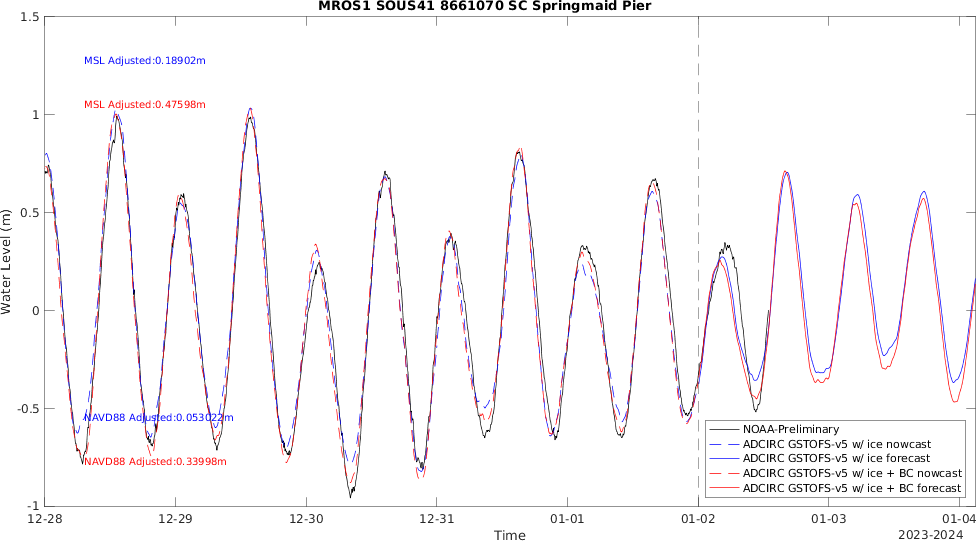 MROS1 SOUS41 8661070 SC Springmaid Pier
1.5
1
0.5
0
-0.5
-1
Water Level (m)
MSL Adjusted:0.18902m
MSL Adjusted:0.47598m
NAVD88 Adjusted:0.053022m
NAVD88 Adjusted:0.33998m
NOAA-Preliminary
ADCIRC GSTOFS-v5 w/ ice nowcast
ADCIRC GSTOFS-v5 w/ ice forecast
ADCIRC GSTOFS-v5 w/ ice + BC nowcast
ADCIRC GSTOFS-v5 w/ ice + BC forecast
12-28 12-29 12-30 12-31 01-01 01-02 01-03 01-04
Time
2023-2024